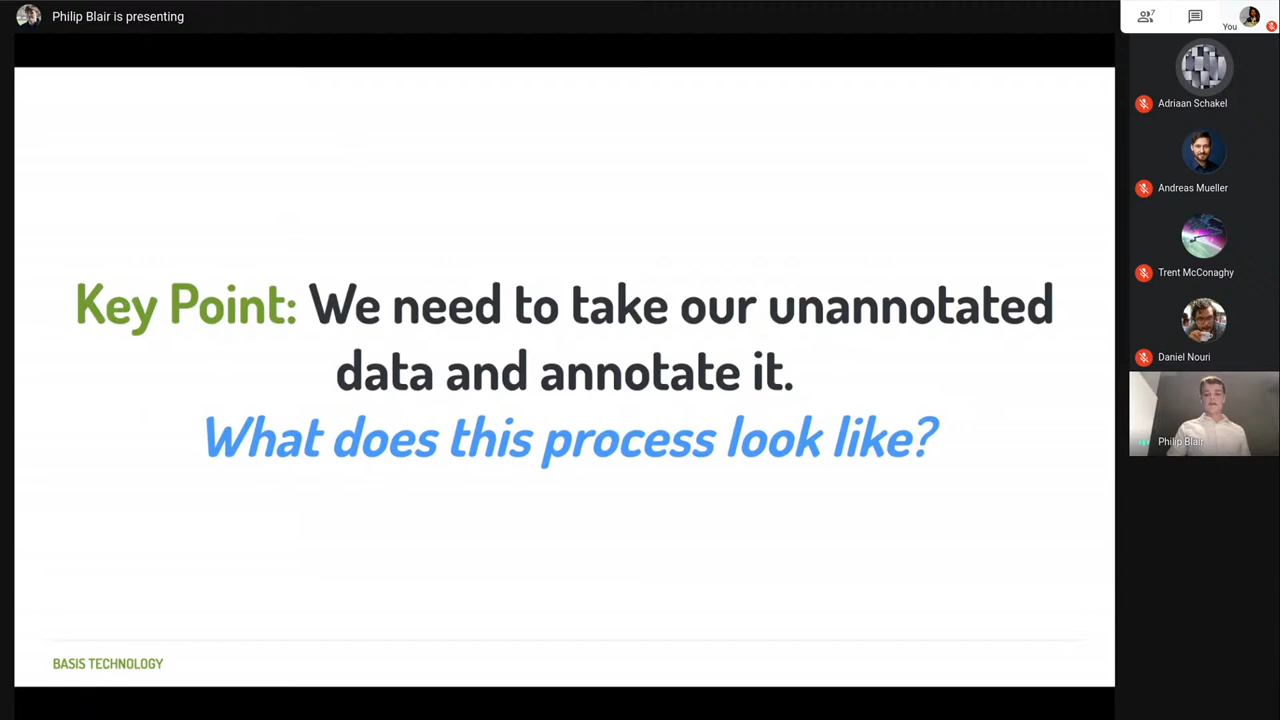 Philip Blair is presenting
7
You
Adriaan Schakel
Andreas Mueller
Trent McConaghy
Daniel Nouri
Philip Blair
Key Point: We need to take our unannotated
data and annotate it.
What does this process look like?
BASIS TECHNOLOGY